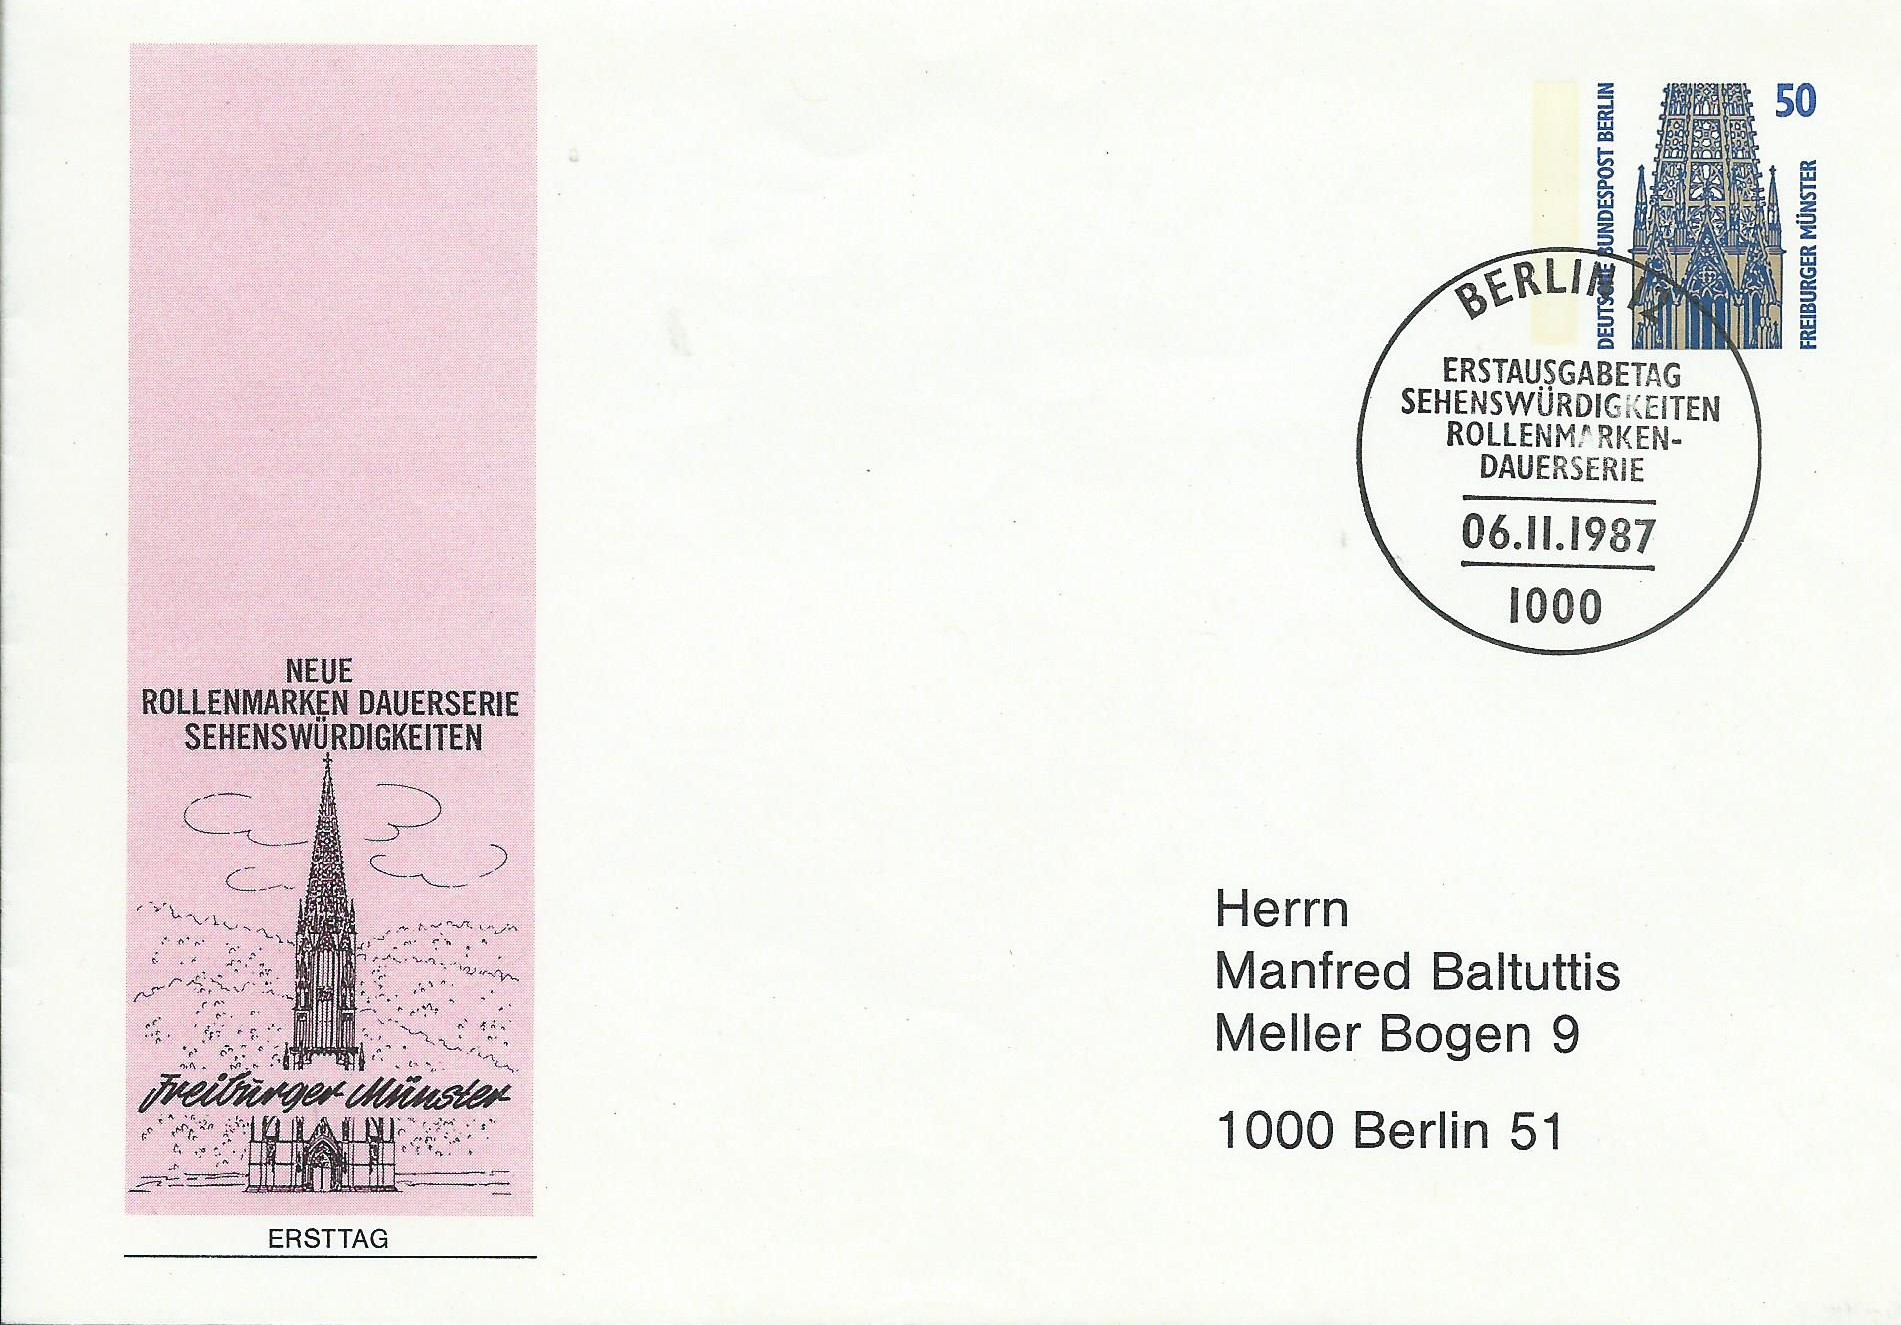 NEUE
ROLLENMARKEN DAUERSERIE
SEHENSWÜRDIGKEITEN
Freiburger Münster
ERSTTAG
DEUTSCHE BUNDESPOST BERLIN
50
FREIBURGER MÜNSTER
BERLIN 12
ERSTAUSGABETAG
SEHENSWÜRDIGKEITEN
ROLLENMARKEN-
DAUERSERIE
06.11.1987
1000
Herrn
Manfred Baltuttis
Meller Bogen 9
1000 Berlin 51